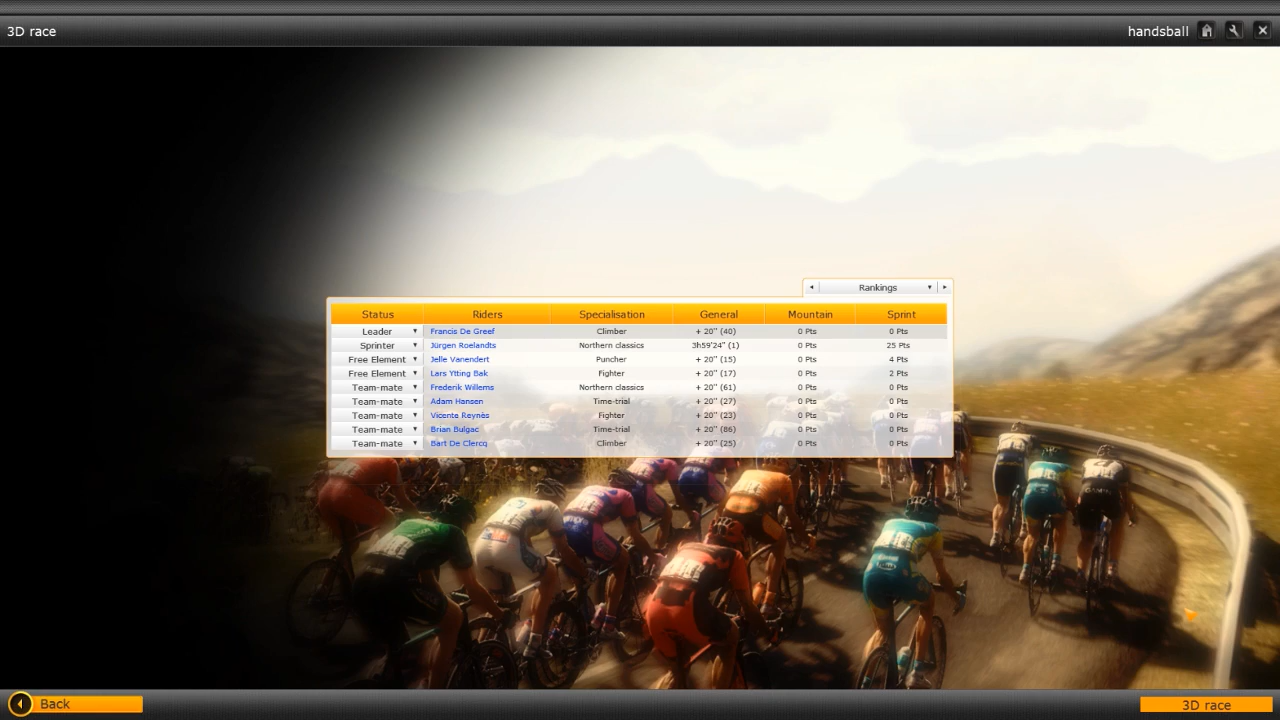 3D race
handsball
Rankings
Status Riders Specialisation General Mountain Sprint
Leader Francis De Greef Climber + 20'' (40) 0 Pts 0 Pts
Sprinter Jürgen Roelandts Northern classics 3h59'24'' (1) 0 Pts 25 Pts
Free Element Jelle Vanendert Puncher + 20'' (15) 0 Pts 4 Pts
Free Element Lars Ytting Bak Fighter + 20'' (17) 0 Pts 2 Pts
Team-mate Frederik Willems Northern classics + 20'' (61) 0 Pts 0 Pts
Team-mate Adam Hansen Time-trial + 20'' (27) 0 Pts 0 Pts
Team-mate Vicente Reynès Fighter + 20'' (23) 0 Pts 0 Pts
Team-mate Brian Bulgac Time-trial + 20'' (86) 0 Pts 0 Pts
Team-mate Bart De Clercq Climber + 20'' (25) 0 Pts 0 Pts
Back
3D race